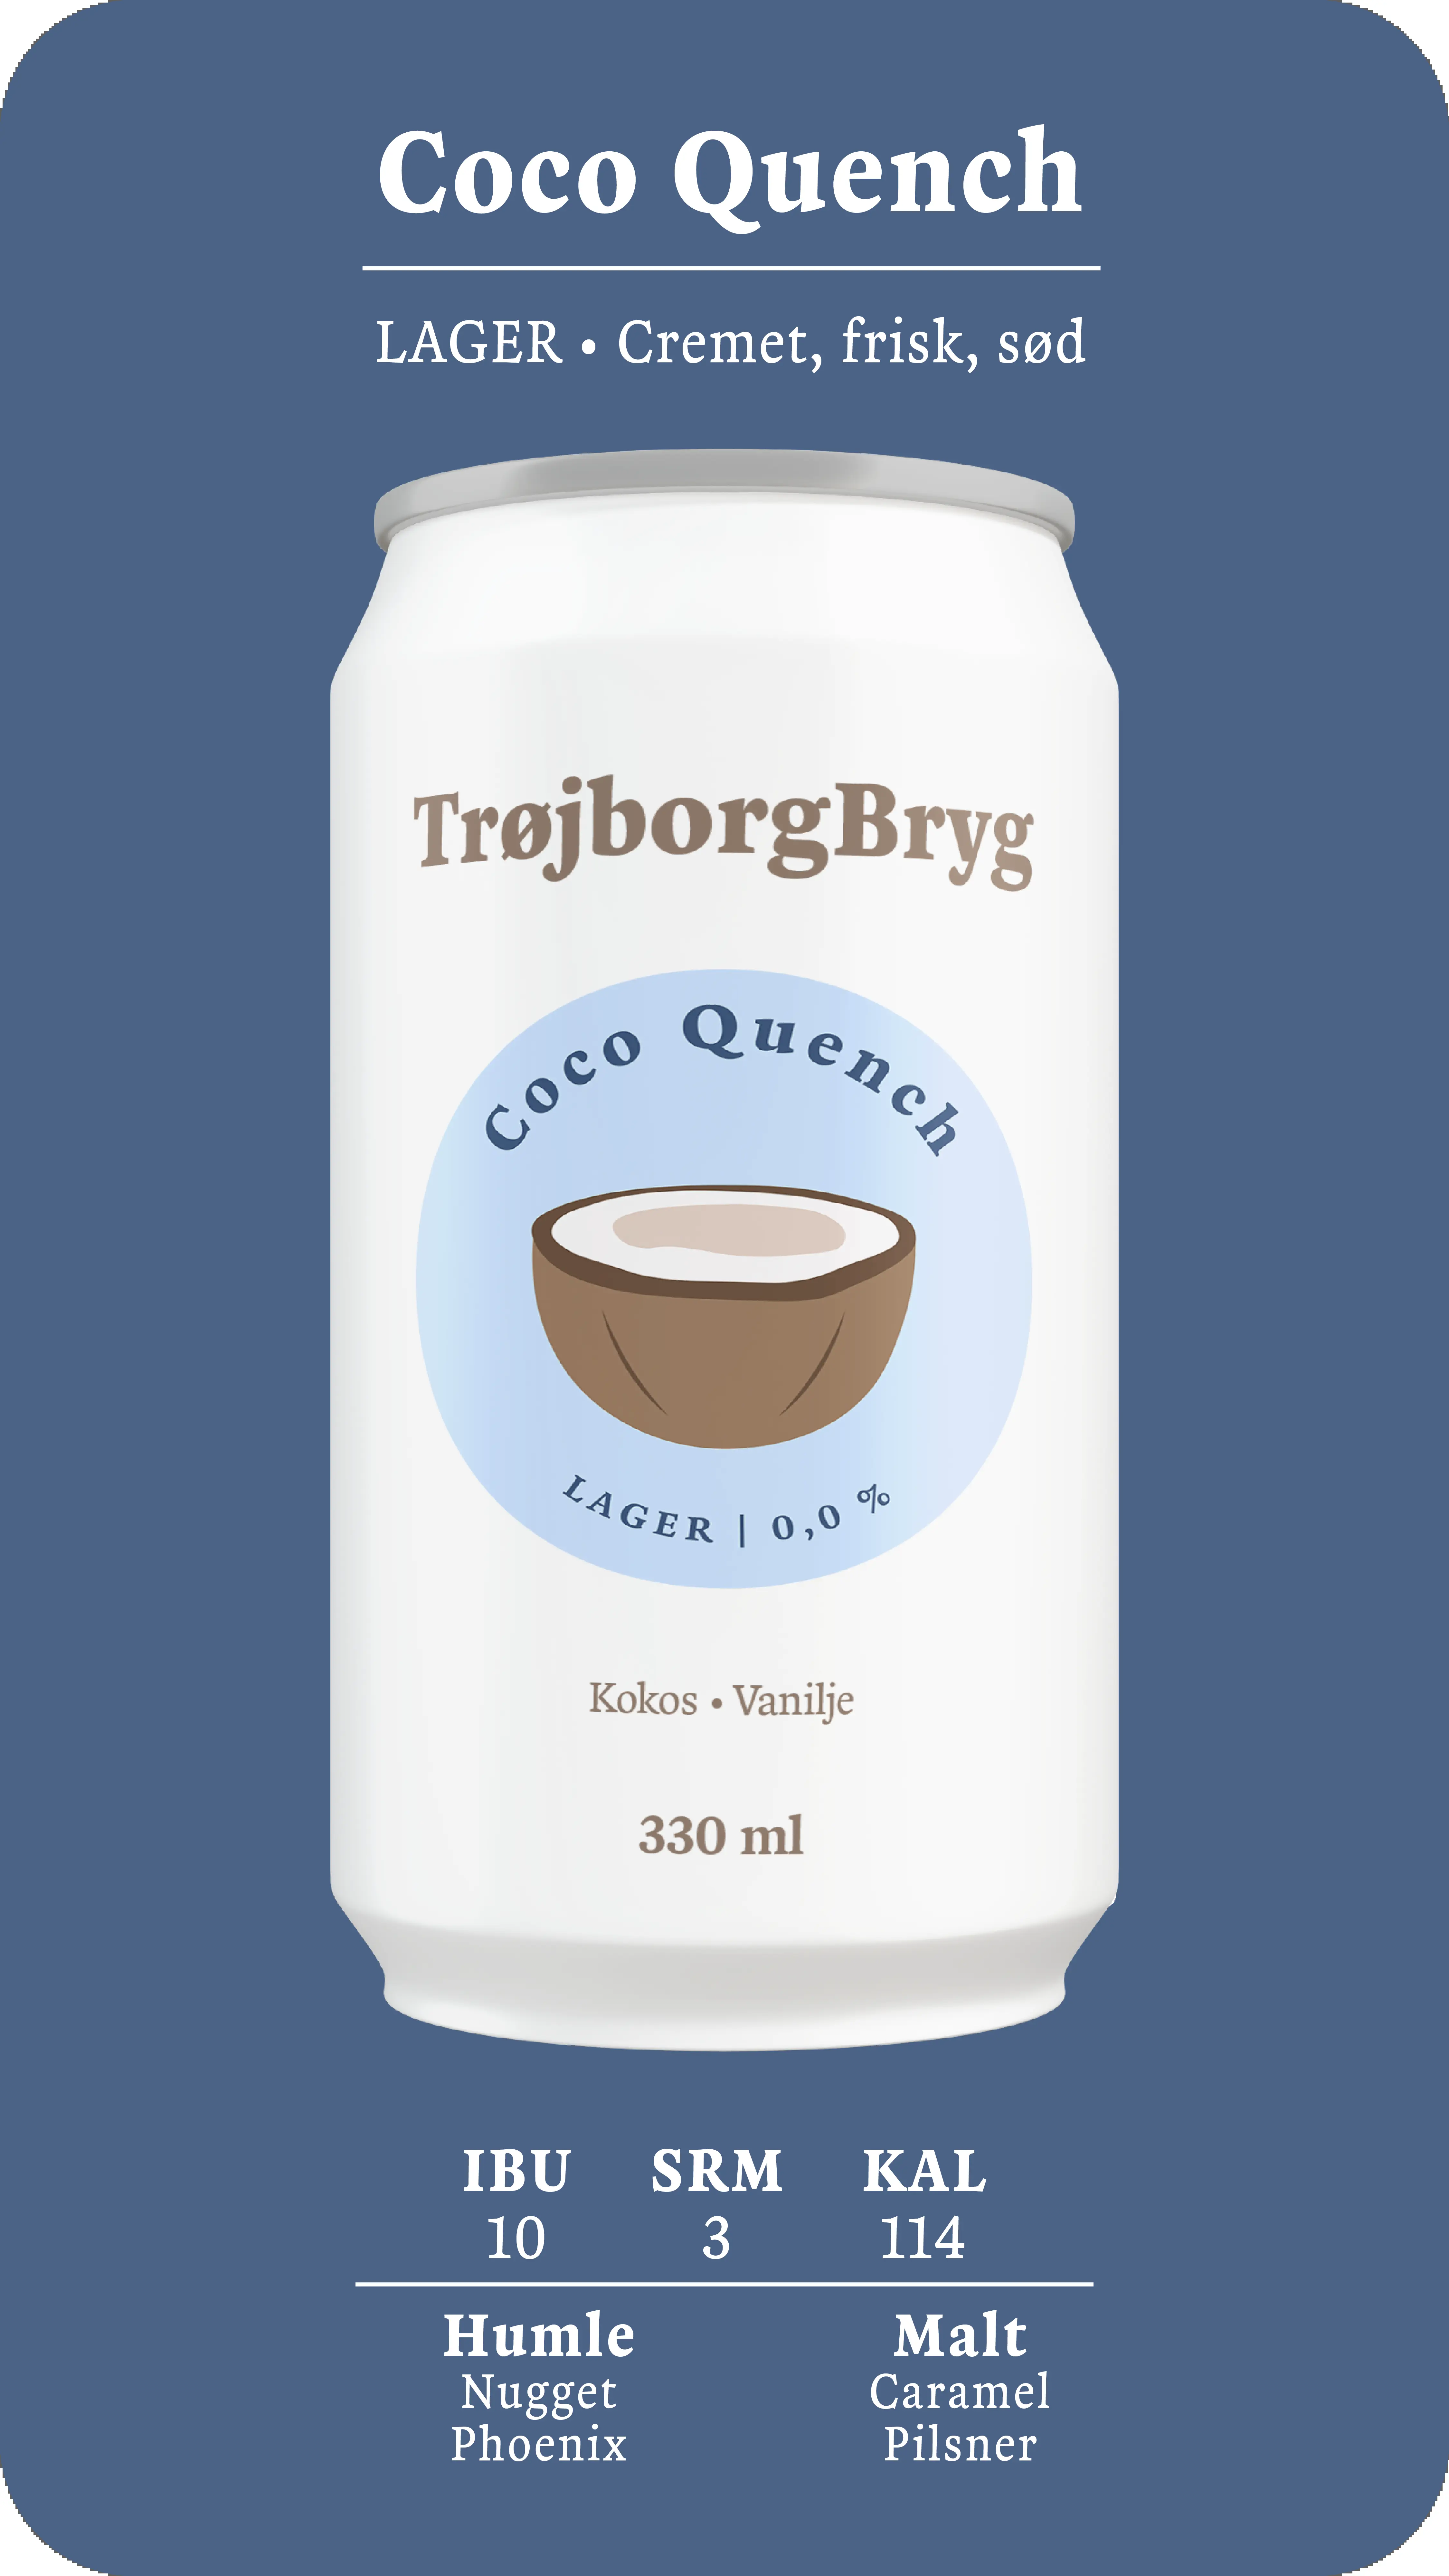 Coco Quench
LAGER • Cremet, frisk, sød
TrøjborgBryg
Coco Quench
LAGER | 0,0 %
Kokos • Vanilje
330 ml
IBU SRM KAL
10 3 114
Humle Malt
Nugget Caramel
Phoenix Pilsner